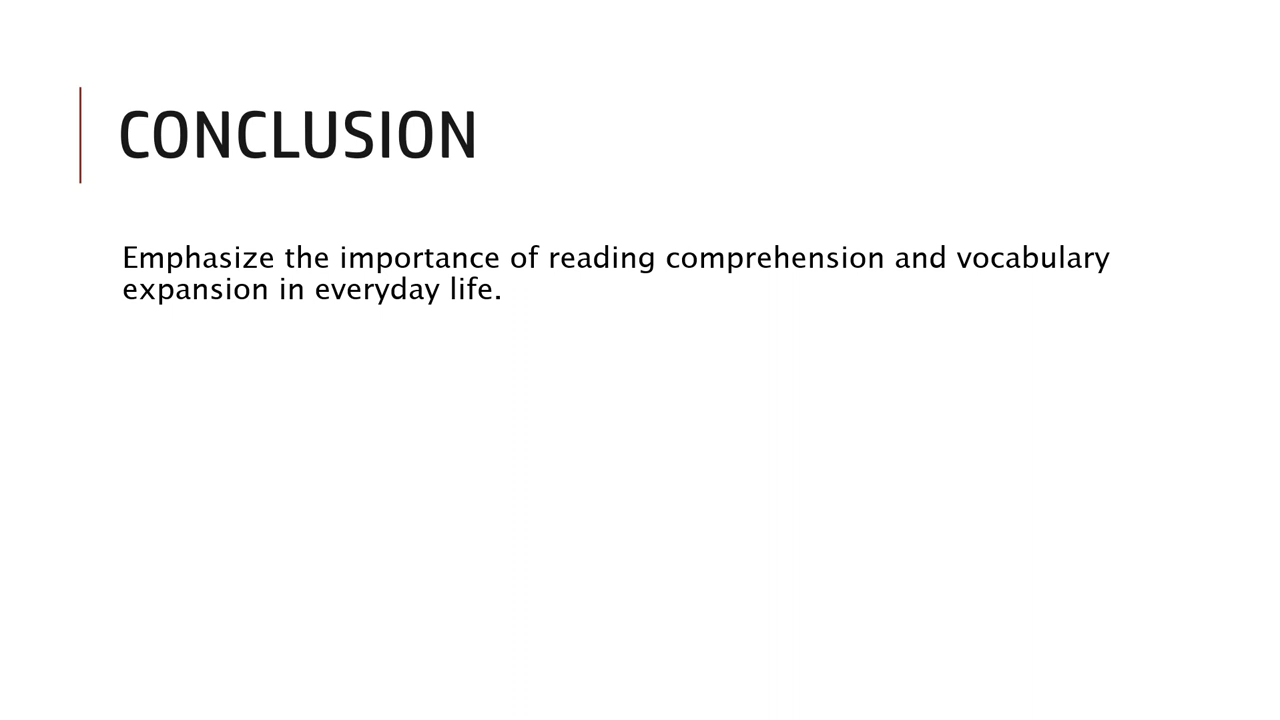 CONCLUSION
Emphasize the importance of reading comprehension and vocabulary
expansion in everyday life.